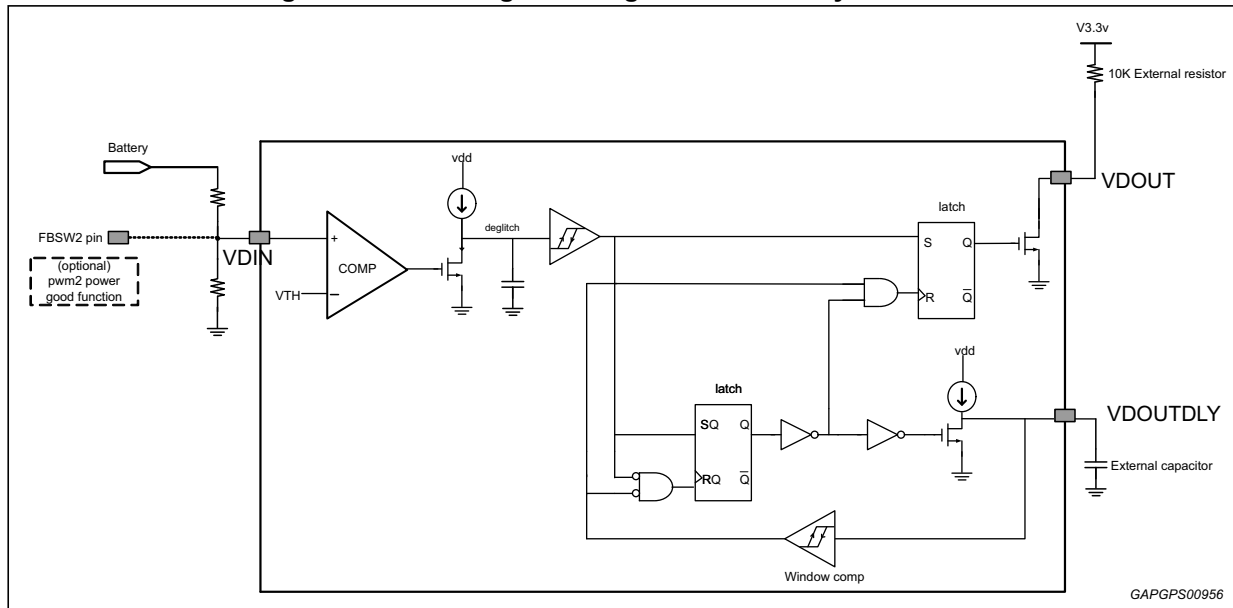 V3.3v
10K External resistor
Battery
vdd
VDOUT
latch
deglitch
FBSW2 pin
VDIN
+
COMP
S
Q
(optional)
pwm2 power
good function
VTH
−
R
Q
vdd
latch
VDOUTDLY
SQ
Q
External capacitor
RQ
Q
Window comp
GAPGPS00956